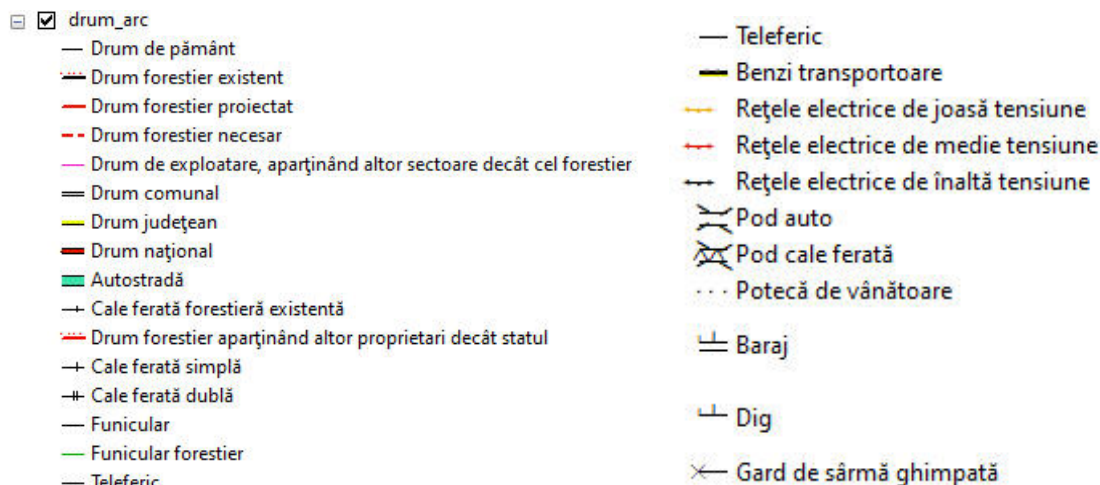 drum_arc
Drum de pământ
Drum forestier existent
Drum forestier proiectat
Drum forestier necesar
Drum de exploatare, aparţinând altor sectoare decât cel forestier
Drum comunal
Drum judeţean
Drum naţional
Autostradă
Cale ferată forestieră existentă
Drum forestier aparţinând altor proprietari decât statul
Cale ferată simplă
Cale ferată dublă
Funicular
Funicular forestier
Teleferic
Teleferic
Benzi transportoare
Reţele electrice de joasă tensiune
Reţele electrice de medie tensiune
Reţele electrice de înaltă tensiune
Pod auto
Pod cale ferată
Potecă de vânătoare
Baraj
Dig
Gard de sârmă ghimpată